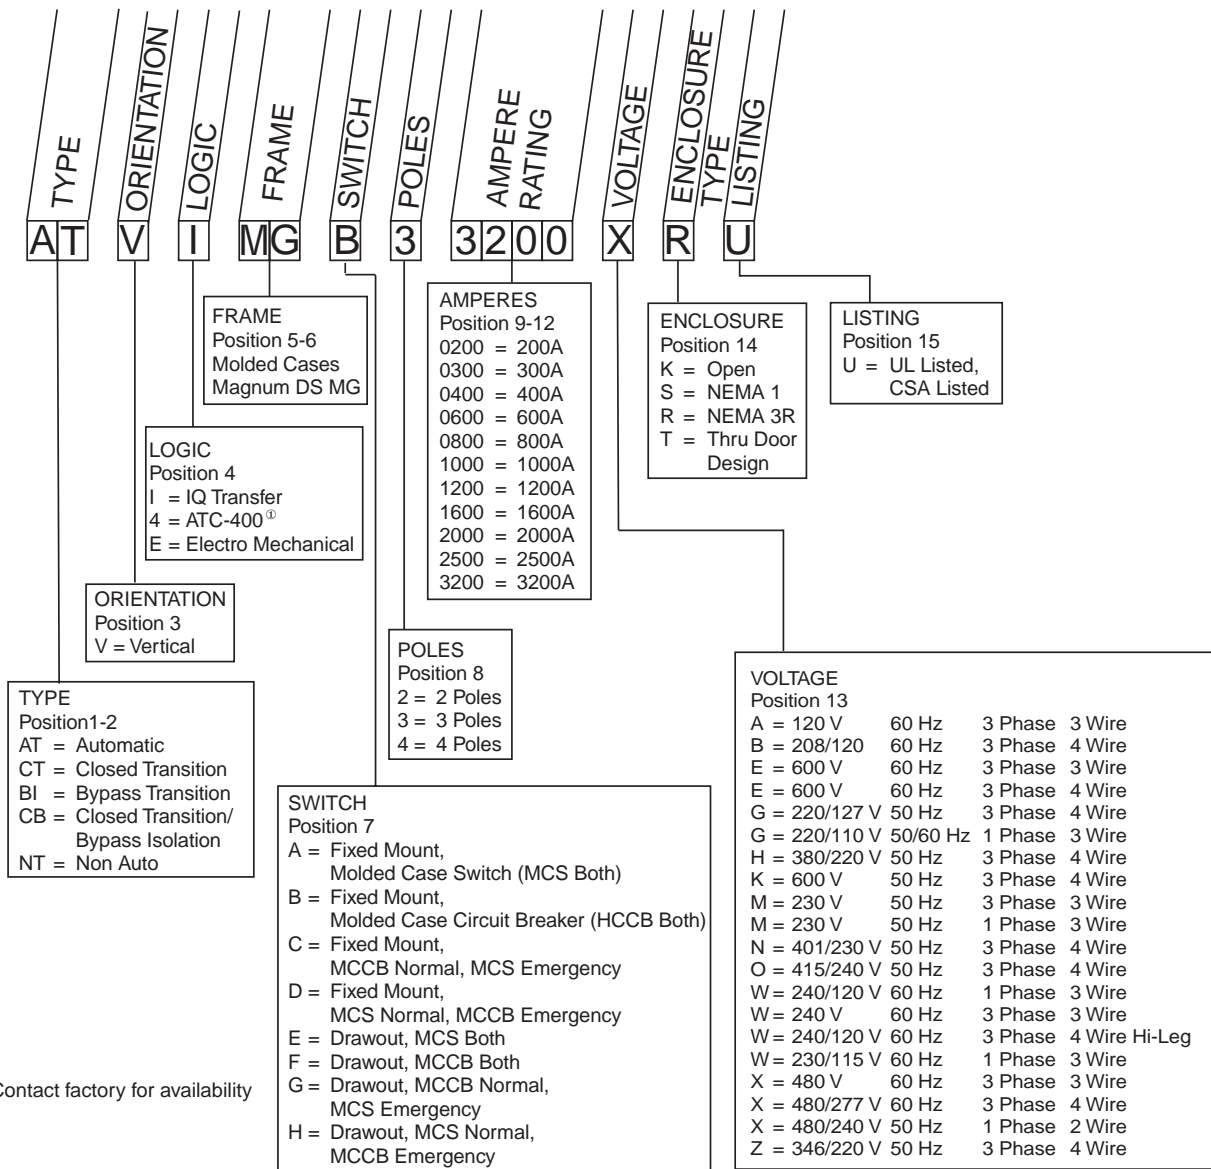 TYPE
ORIENTATION
LOGIC
FRAME
SWITCH
POLES
AMPERE
RATING
VOLTAGE
ENCLOSURE
TYPE
LISTING
AT V I MG B 3 3200 X R U
FRAME
Position 5-6
Molded Cases
Magnum DS MG
AMPERES
Position 9-12
0200 = 200A
0300 = 300A
0400 = 400A
0600 = 600A
0800 = 800A
1000 = 1000A
1200 = 1200A
1600 = 1600A
2000 = 2000A
2500 = 2500A
3200 = 3200A
ENCLOSURE
Position 14
K = Open
S = NEMA 1
R = NEMA 3R
T = Thru Door
Design
LISTING
Position 15
U = UL Listed,
CSA Listed
LOGIC
Position 4
I = IQ Transfer
4 = ATC-400①
E = Electro Mechanical
ORIENTATION
Position 3
V = Vertical
POLES
Position 8
2 = 2 Poles
3 = 3 Poles
4 = 4 Poles
TYPE
Position1-2
AT = Automatic
CT = Closed Transition
BI = Bypass Transition
CB = Closed Transition/
Bypass Isolation
NT = Non Auto
SWITCH
Position 7
A = Fixed Mount,
Molded Case Switch (MCS Both)
B = Fixed Mount,
Molded Case Circuit Breaker (HCCB Both)
C = Fixed Mount,
MCCB Normal, MCS Emergency
D = Fixed Mount,
MCS Normal, MCCB Emergency
E = Drawout, MCS Both
F = Drawout, MCCB Both
G = Drawout, MCCB Normal,
MCS Emergency
H = Drawout, MCS Normal,
MCCB Emergency
VOLTAGE
Position 13
A = 120 V 60 Hz 3 Phase 3 Wire
B = 208/120 60 Hz 3 Phase 4 Wire
E = 600 V 60 Hz 3 Phase 3 Wire
E = 600 V 60 Hz 3 Phase 4 Wire
G = 220/127 V 50 Hz 3 Phase 4 Wire
G = 220/110 V 50/60 Hz 1 Phase 3 Wire
H = 380/220 V 50 Hz 3 Phase 4 Wire
K = 600 V 50 Hz 3 Phase 4 Wire
M = 230 V 50 Hz 3 Phase 3 Wire
M = 230 V 50 Hz 1 Phase 3 Wire
N = 401/230 V 50 Hz 3 Phase 4 Wire
O = 415/240 V 50 Hz 3 Phase 4 Wire
W = 240/120 V 60 Hz 1 Phase 3 Wire
W = 240 V 60 Hz 3 Phase 3 Wire
W = 240/120 V 60 Hz 3 Phase 4 Wire Hi-Leg
W = 230/115 V 60 Hz 1 Phase 3 Wire
X = 480 V 60 Hz 3 Phase 3 Wire
X = 480/277 V 60 Hz 3 Phase 4 Wire
X = 480/240 V 50 Hz 1 Phase 2 Wire
Z = 346/220 V 50 Hz 3 Phase 4 Wire
Contact factory for availability